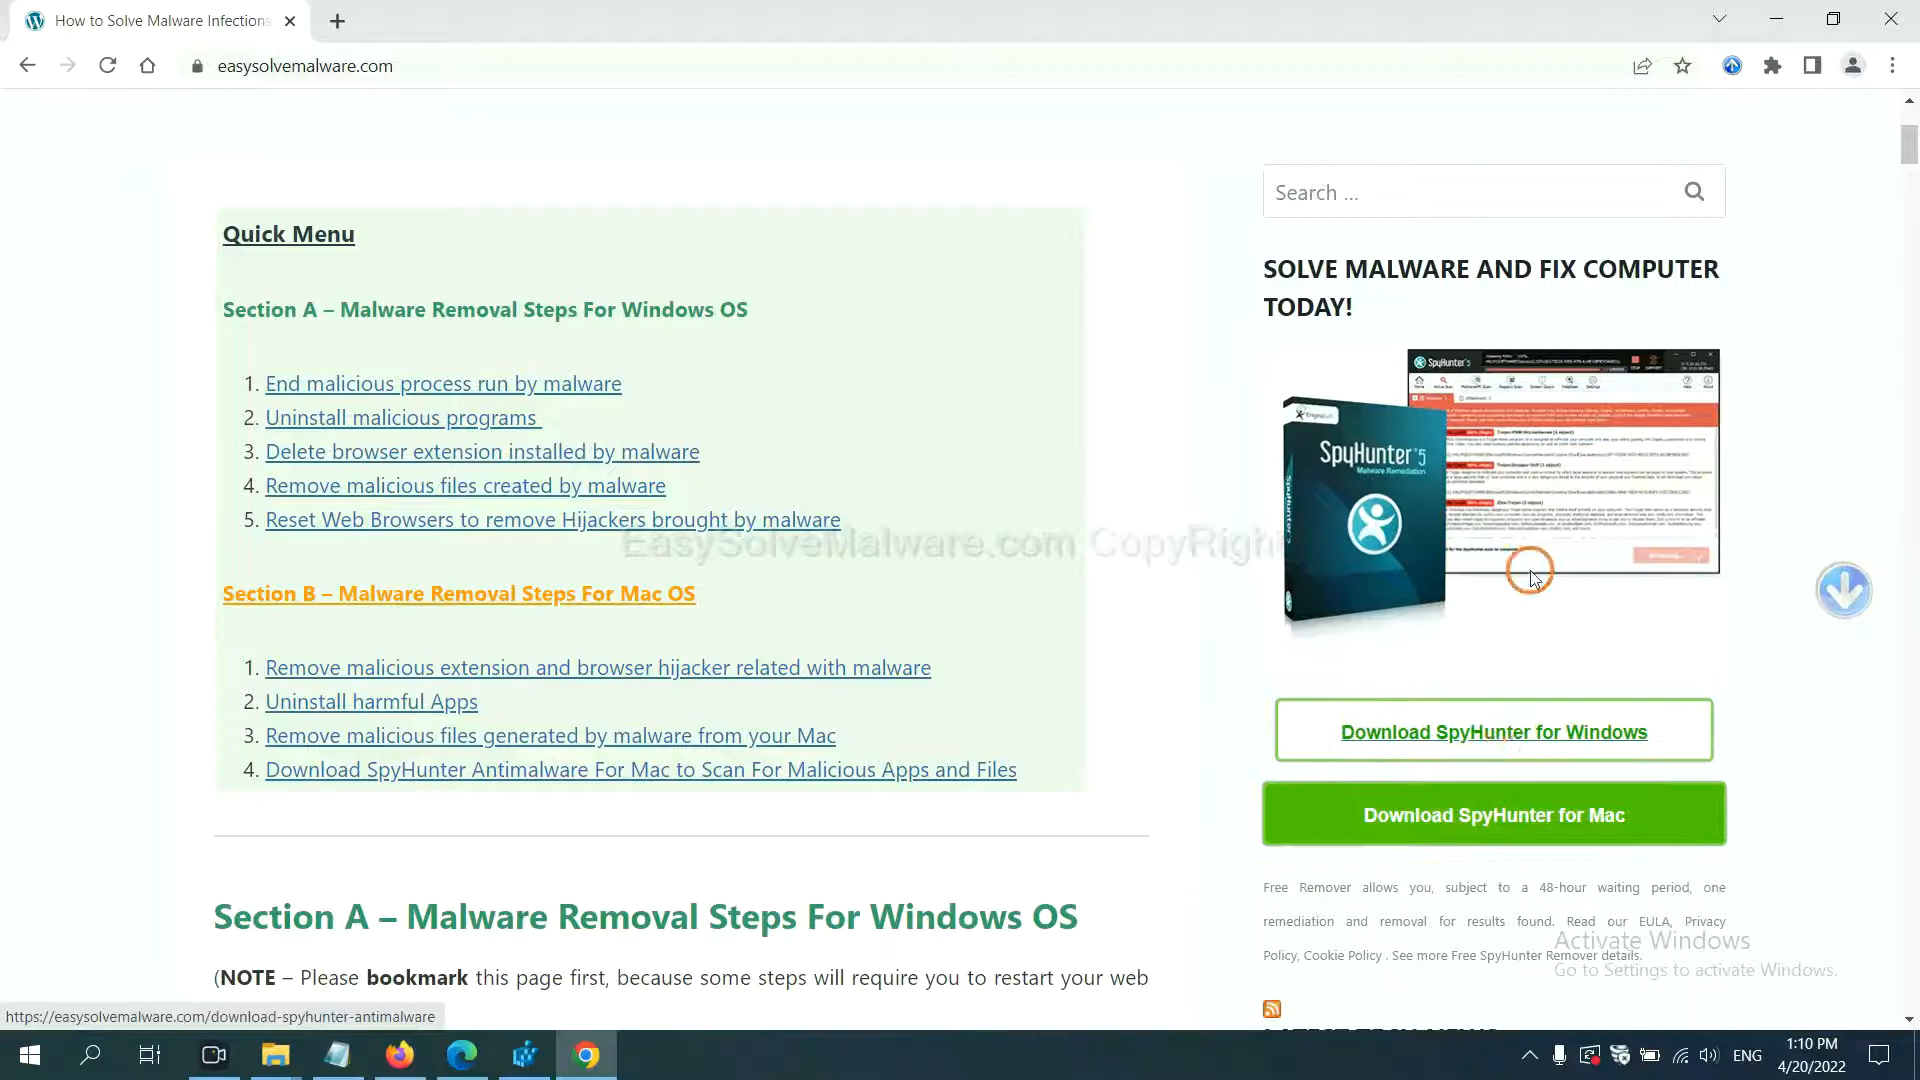 How to Solve Malware Infections
easysolvemalware.com
Quick Menu
Section A – Malware Removal Steps For Windows OS
1. End malicious process run by malware
2. Uninstall malicious programs
3. Delete browser extension installed by malware
4. Remove malicious files created by malware
5. Reset Web Browsers to remove Hijackers brought by malware
EasySolveMalware.com CopyRigh
Section B – Malware Removal Steps For Mac OS
1. Remove malicious extension and browser hijacker related with malware
2. Uninstall harmful Apps
3. Remove malicious files generated by malware from your Mac
4. Download SpyHunter Antimalware For Mac to Scan For Malicious Apps and Files
Section A – Malware Removal Steps For Windows OS
(NOTE – Please bookmark this page first, because some steps will require you to restart your web
Search ...
SOLVE MALWARE AND FIX COMPUTER
TODAY!
SpyHunter 5
EnigmaSoft
SpyHunter 5
Malware Remediation
Download SpyHunter for Windows
Download SpyHunter for Mac
Free Remover allows you, subject to a 48-hour waiting period, one
remediation and removal for results found. Read our EULA, Privacy
Policy, Cookie Policy . See more Free SpyHunter Remover details.
Activate Windows
Go to Settings to activate Windows.
https://easysolvemalware.com/download-spyhunter-antimalware
ENG
1:10 PM
4/20/2022